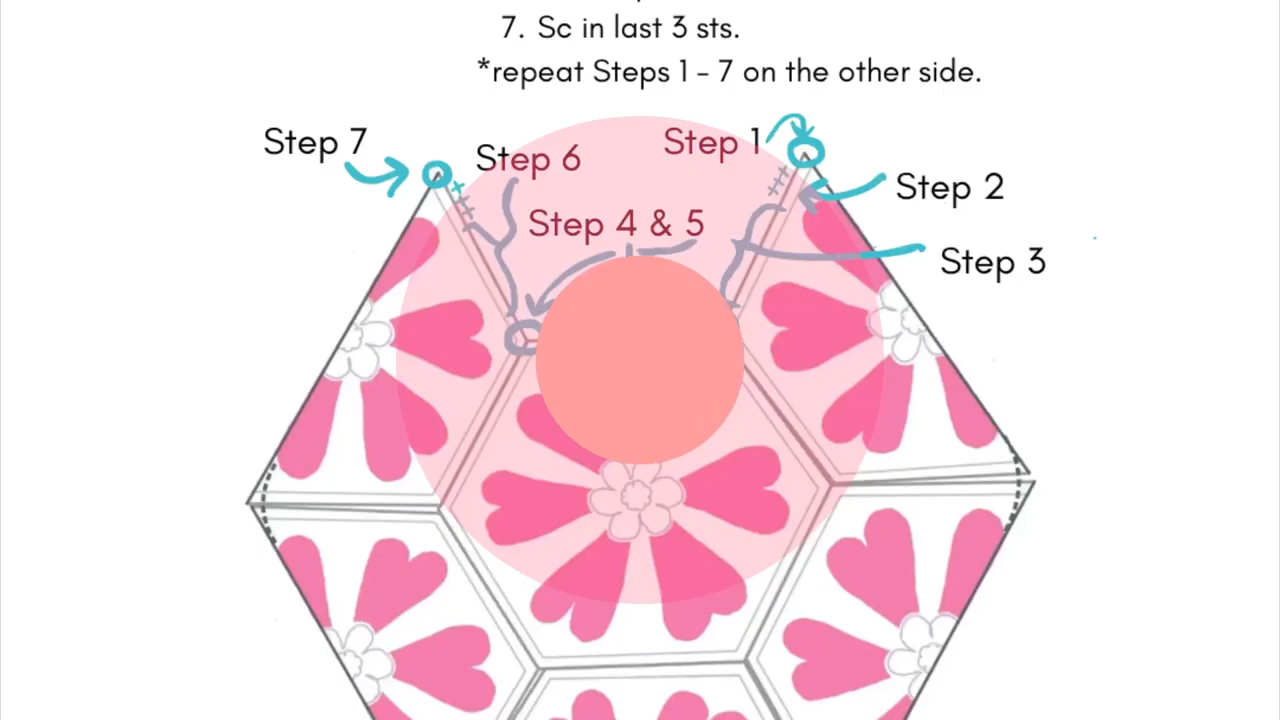 7. Sc in last 3 sts.
*repeat Steps 1 - 7 on the other side.
Step 7
Step 6
Step 1
Step 2
Step 4 & 5
Step 3